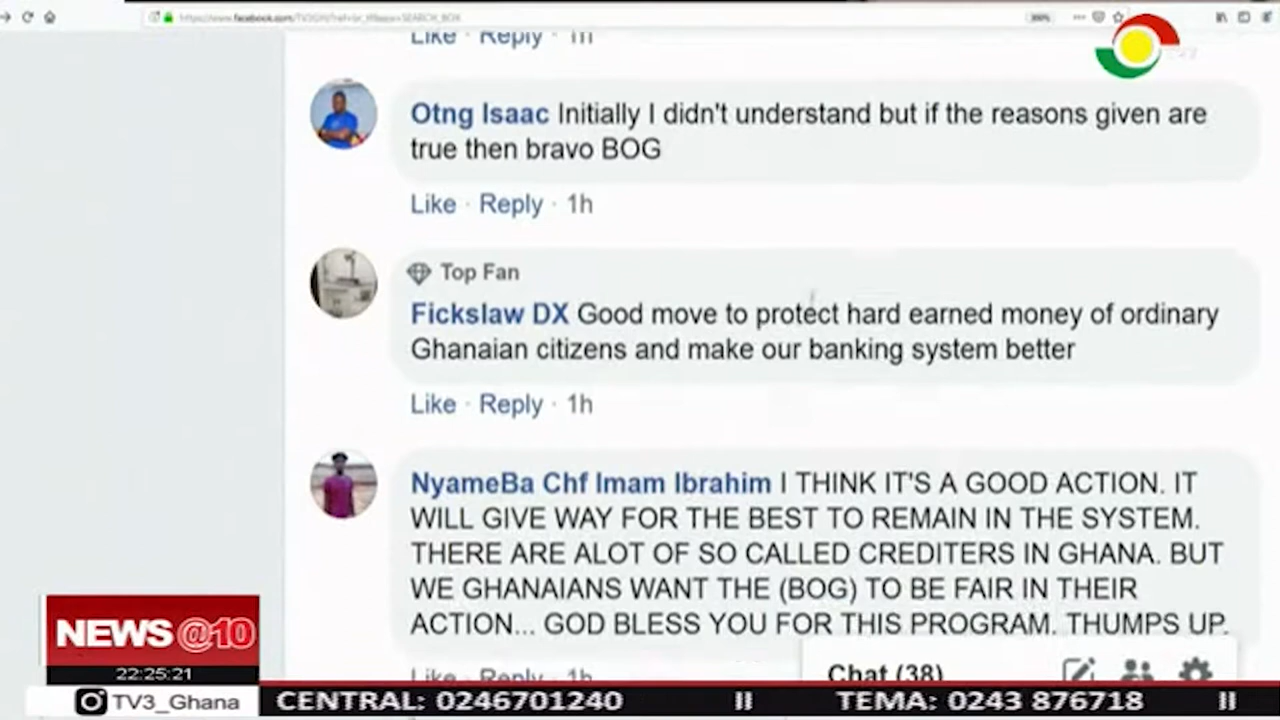 Like · Reply · 1h
Otng Isaac Initially I didn't understand but if the reasons given are
true then bravo BOG
Like · Reply · 1h
Top Fan
Fickslaw DX Good move to protect hard earned money of ordinary
Ghanaian citizens and make our banking system better
Like · Reply · 1h
NyameBa Chf Imam Ibrahim I THINK IT'S A GOOD ACTION. IT
WILL GIVE WAY FOR THE BEST TO REMAIN IN THE SYSTEM.
THERE ARE ALOT OF SO CALLED CREDITERS IN GHANA. BUT
WE GHANAIANS WANT THE (BOG) TO BE FAIR IN THEIR
ACTION... GOD BLESS YOU FOR THIS PROGRAM. THUMPS UP.
Like · Reply · 1h
Chat (38)
NEWS @10
22:25:21
TV3_Ghana
CENTRAL: 0246701240 || TEMA: 0243 876718 ||